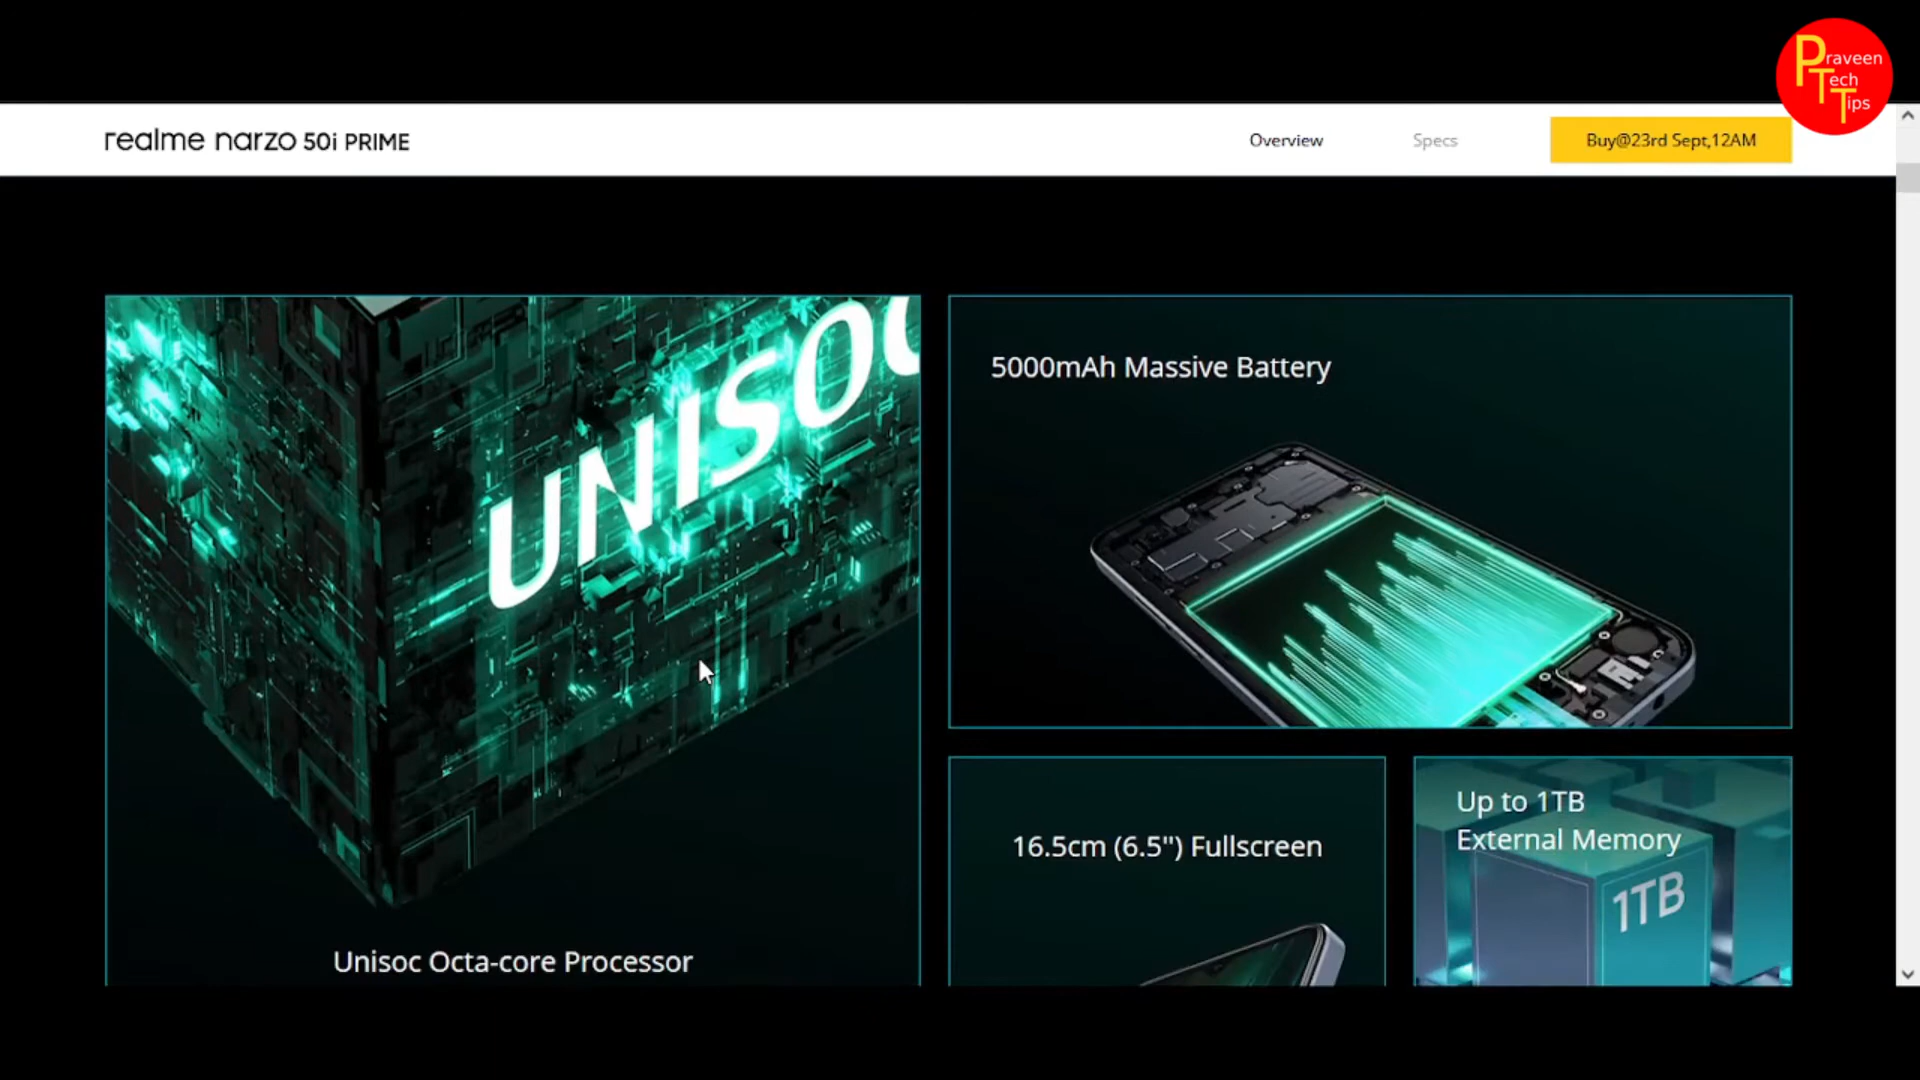 Praveen
Tech
Tips
realme narzo 50i PRIME
Overview
Specs
Buy@23rd Sept,12AM
UNISOC
5000mAh Massive Battery
16.5cm (6.5") Fullscreen
Up to 1TB
External Memory
1TB
Unisoc Octa-core Processor